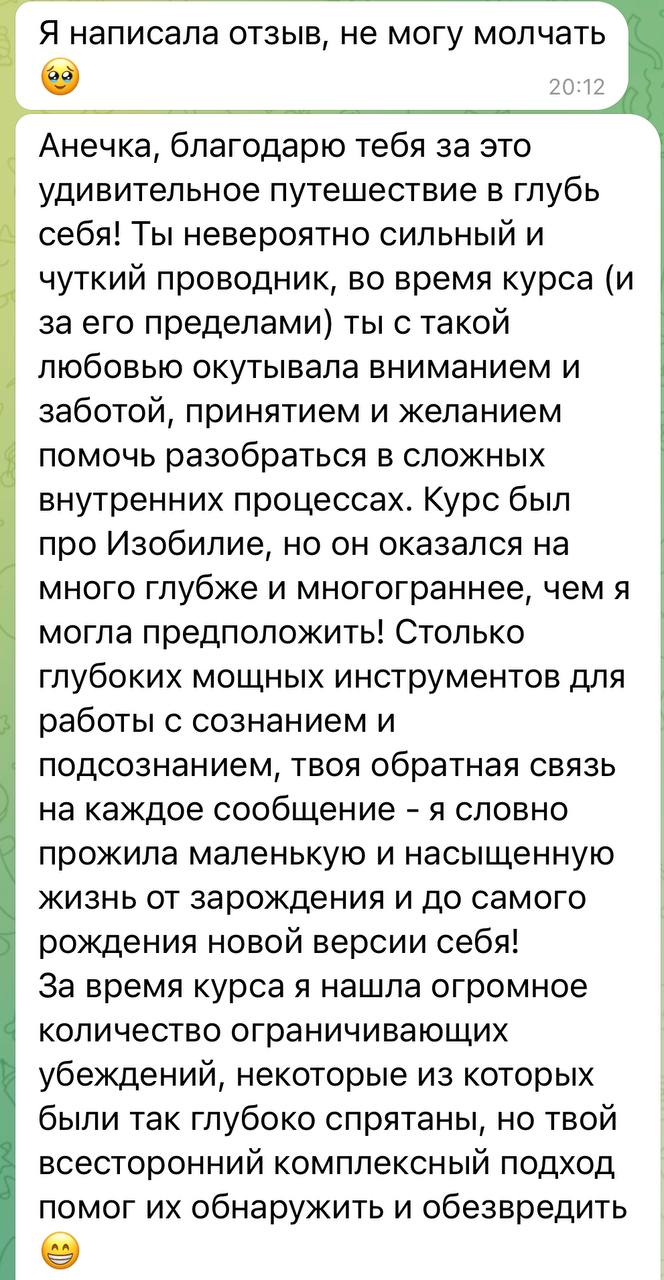 Я написала отзыв, не могу молчать
🥹
20:12
Анечка, благодарю тебя за это
удивительное путешествие в глубь
себя! Ты невероятно сильный и
чуткий проводник, во время курса (и
за его пределами) ты с такой
любовью окутывала вниманием и
заботой, принятием и желанием
помочь разобраться в сложных
внутренних процессах. Курс был
про Изобилие, но он оказался на
много глубже и многограннее, чем я
могла предположить! Столько
глубоких мощных инструментов для
работы с сознанием и
подсознанием, твоя обратная связь
на каждое сообщение - я словно
прожила маленькую и насыщенную
жизнь от зарождения и до самого
рождения новой версии себя!
За время курса я нашла огромное
количество ограничивающих
убеждений, некоторые из которых
были так глубоко спрятаны, но твой
всесторонний комплексный подход
помог их обнаружить и обезвредить
😁